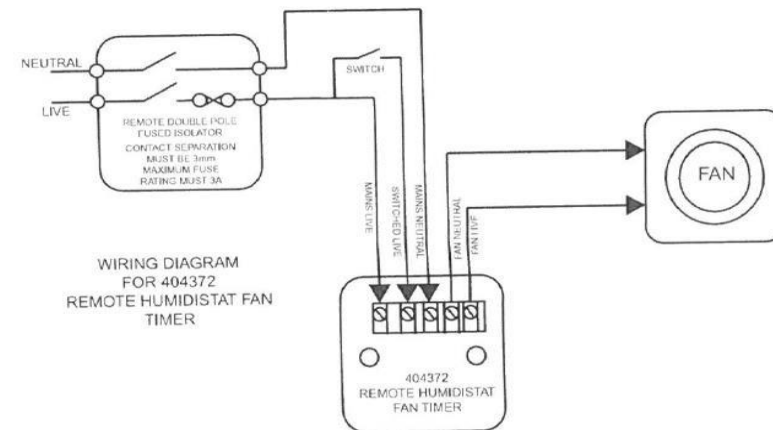 NEUTRAL
LIVE
REMOTE DOUBLE POLE
FUSED ISOLATOR
CONTACT SEPARATION
MUST BE 3mm
MAXIMUM FUSE
RATING MUST 3A
SWITCH
MAINS LIVE
SWITCHED LIVE
MAINS NEUTRAL
FAN NEUTRAL
FAN LIVE
FAN
WIRING DIAGRAM
FOR 404372
REMOTE HUMIDISTAT FAN
TIMER
404372
REMOTE HUMIDISTAT
FAN TIMER